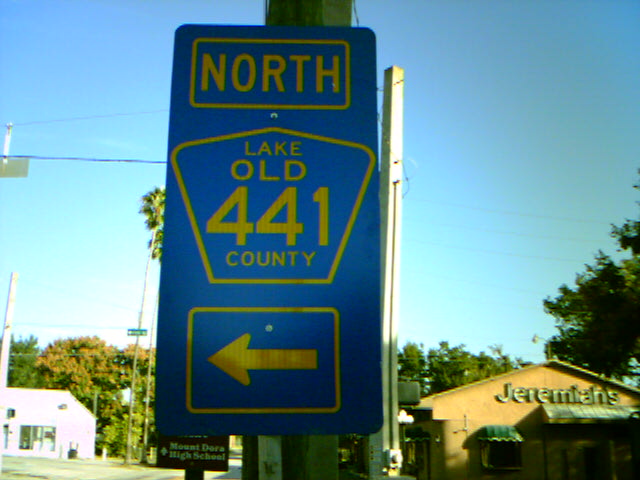 NORTH
LAKE
OLD
441
COUNTY
Jeremiah's
Mount Dora
High School